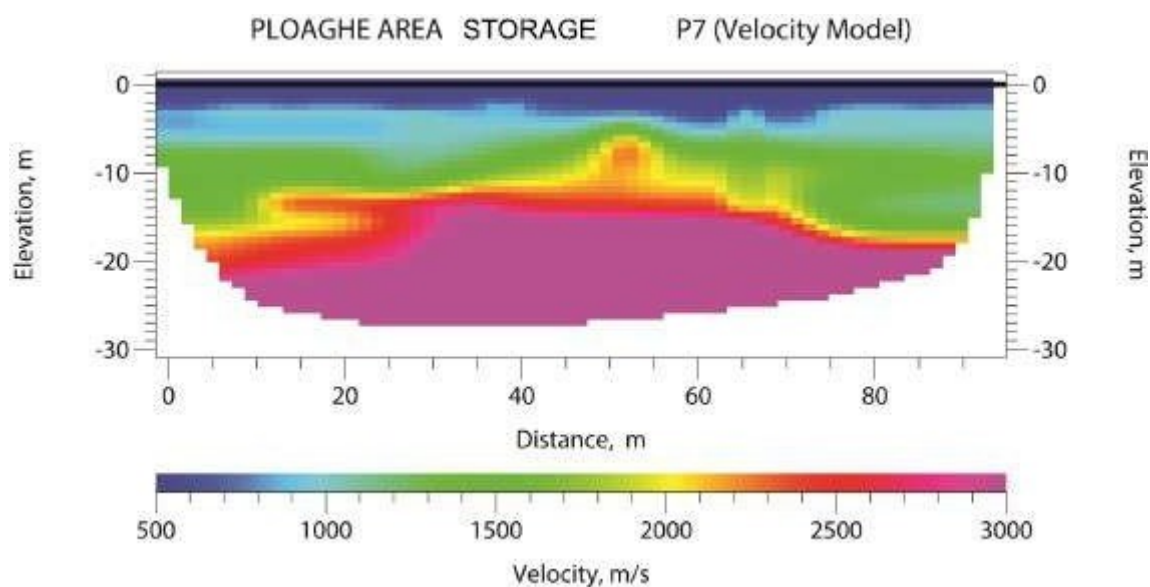 PLOAGHE AREA STORAGE P7 (Velocity Model)
0 0
-10 -10
Elevation, m Elevation, m
-20 -20
-30 -30
0 20 40 60 80
Distance, m
500 1000 1500 2000 2500 3000
Velocity, m/s